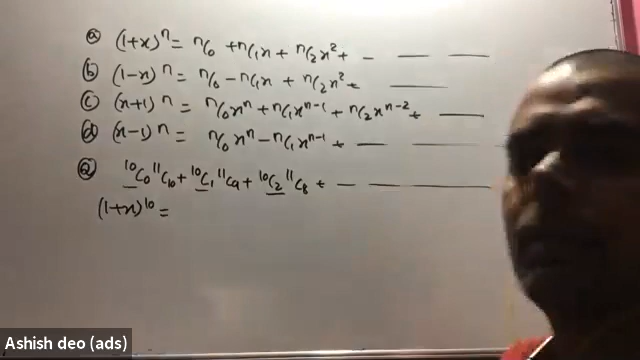 (a) (1+x)ⁿ = ⁿC₀ + ⁿC₁x + ⁿC₂x² + — — —
(b) (1-x)ⁿ = ⁿC₀ - ⁿC₁x + ⁿC₂x² + —
(c) (x+1)ⁿ = ⁿC₀xⁿ + ⁿC₁xⁿ⁻¹ + ⁿC₂xⁿ⁻² + —
(d) (x-1)ⁿ = ⁿC₀xⁿ - ⁿC₁xⁿ⁻¹ + — — —
(Q) ¹⁰C₀ ¹¹C₁₀ + ¹⁰C₁ ¹¹C₉ + ¹⁰C₂ ¹¹C₈ + — —
(1+x)¹⁰ =
Ashish deo (ads)